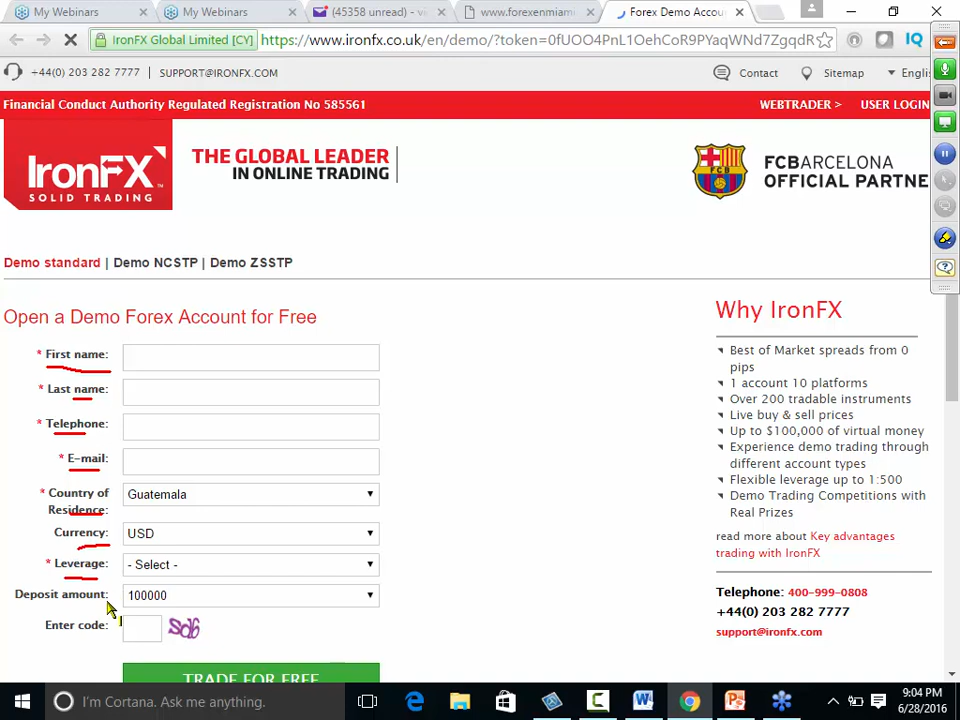 My Webinars
My Webinars
(45358 unread) - vi
www.forexenmiam
Forex Demo Accou
IronFX Global Limited [CY]
https://www.ironfx.co.uk/en/demo/?token=0fUOO4PnL1OehCoR9PYaqWNd7ZgqdR
IQ
+44(0) 203 282 7777 | SUPPORT@IRONFX.COM
Contact
Sitemap
Engli
Financial Conduct Authority Regulated Registration No 585561
WEBTRADER >
USER LOGIN
IronFX
SOLID TRADING
THE GLOBAL LEADER
IN ONLINE TRADING
FCB
FCBARCELONA
OFFICIAL PARTNE
Demo standard | Demo NCSTP | Demo ZSSTP
Open a Demo Forex Account for Free
* First name:
* Last name:
* Telephone:
* E-mail:
* Country of
Residence:
Guatemala
Currency:
USD
* Leverage:
- Select -
Deposit amount:
100000
Enter code:
TRADE FOR FREE
Why IronFX
Best of Market spreads from 0
pips
1 account 10 platforms
Over 200 tradable instruments
Live buy & sell prices
Up to $100,000 of virtual money
Experience demo trading through
different account types
Flexible leverage up to 1:500
Demo Trading Competitions with
Real Prizes
read more about Key advantages
trading with IronFX
Telephone: 400-999-0808
+44(0) 203 282 7777
support@ironfx.com
I'm Cortana. Ask me anything.
9:04 PM
6/28/2016